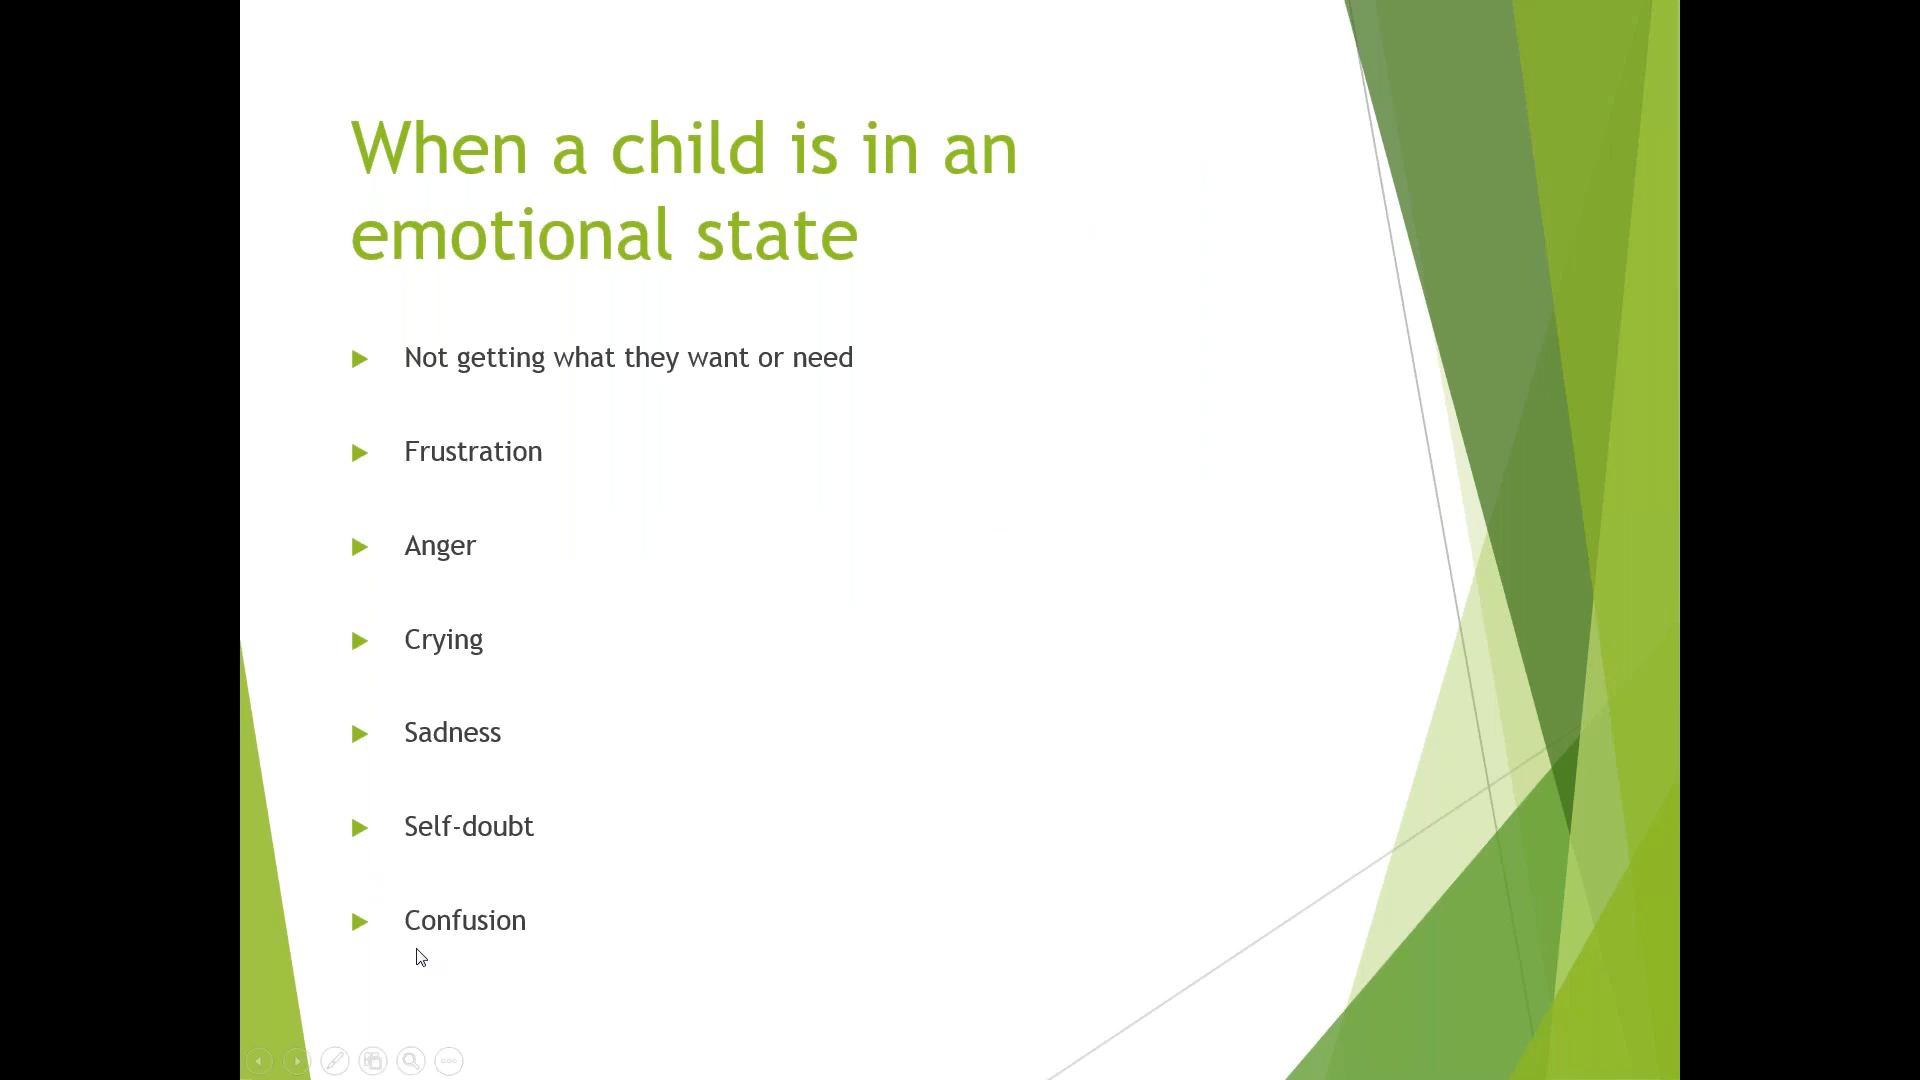 When a child is in an
emotional state
Not getting what they want or need
Frustration
Anger
Crying
Sadness
Self-doubt
Confusion